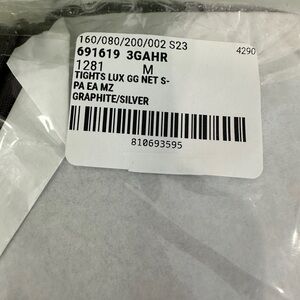 160/080/200/002 S23
4290
691619 3GAHR
1281 M
TIGHTS LUX GG NET S-
PA EA MZ
GRAPHITE/SILVER
810693595